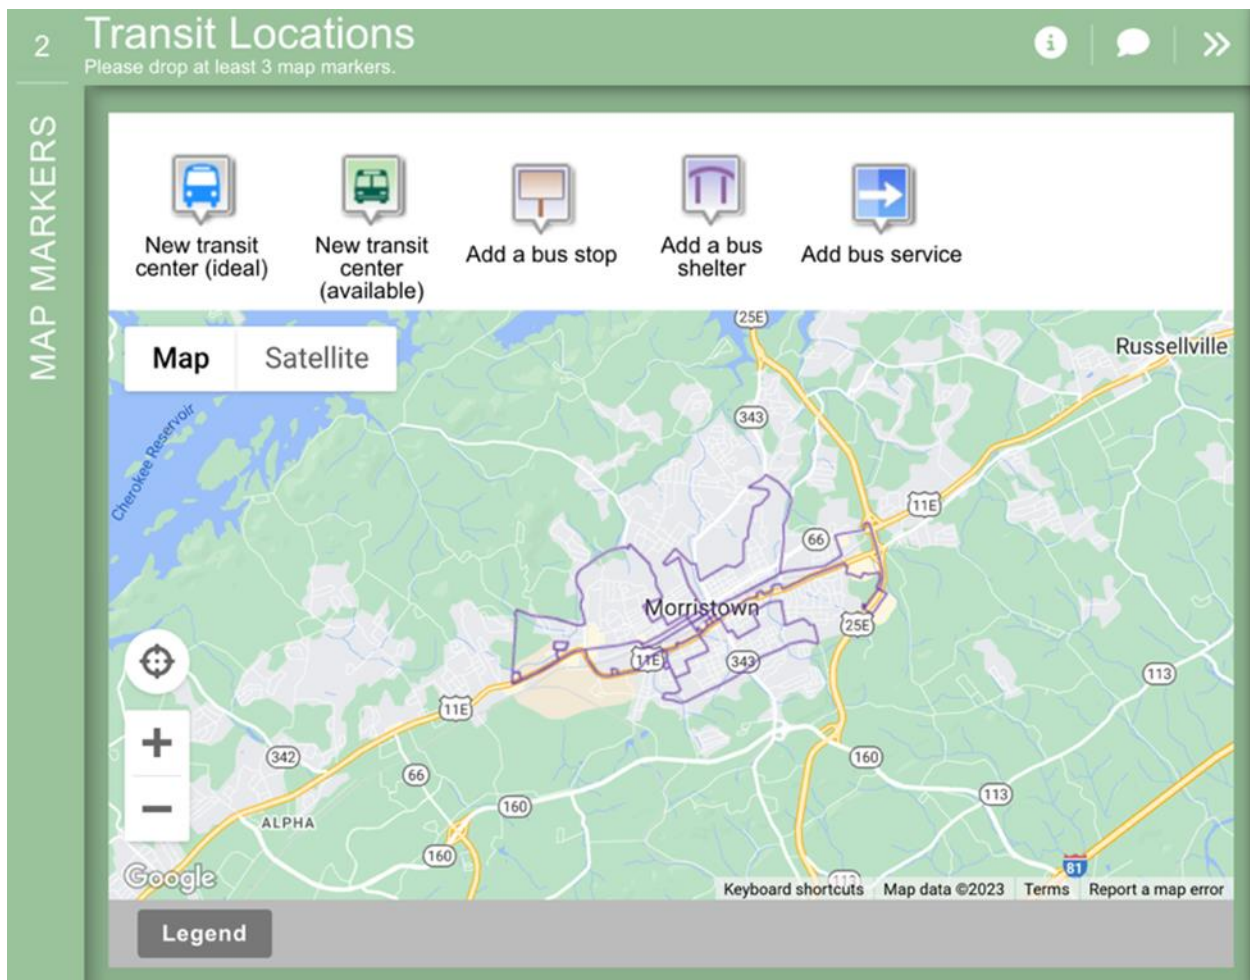 2
Transit Locations
Please drop at least 3 map markers.
MAP MARKERS
New transit
center (ideal)
New transit
center
(available)
Add a bus stop
Add a bus
shelter
Add bus service
Map
Satellite
25E
Russellville
Cherokee Reservoir
343
11E
66
Morristown
25E
11E
343
113
11E
342
66
160
113
160
ALPHA
160
81
113
Google
Keyboard shortcuts
Map data ©2023
Terms
Report a map error
Legend